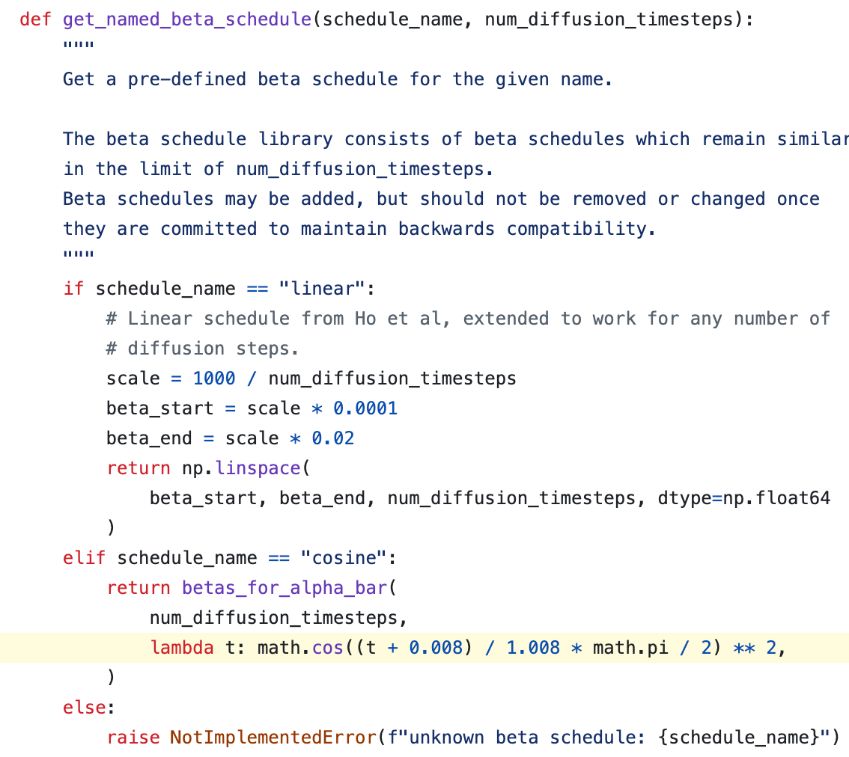 def get_named_beta_schedule(schedule_name, num_diffusion_timesteps):
    """
    Get a pre-defined beta schedule for the given name.

    The beta schedule library consists of beta schedules which remain similar
    in the limit of num_diffusion_timesteps.
    Beta schedules may be added, but should not be removed or changed once
    they are committed to maintain backwards compatibility.
    """
    if schedule_name == "linear":
        # Linear schedule from Ho et al, extended to work for any number of
        # diffusion steps.
        scale = 1000 / num_diffusion_timesteps
        beta_start = scale * 0.0001
        beta_end = scale * 0.02
        return np.linspace(
            beta_start, beta_end, num_diffusion_timesteps, dtype=np.float64
        )
    elif schedule_name == "cosine":
        return betas_for_alpha_bar(
            num_diffusion_timesteps,
            lambda t: math.cos((t + 0.008) / 1.008 * math.pi / 2) ** 2,
        )
    else:
        raise NotImplementedError(f"unknown beta schedule: {schedule_name}")